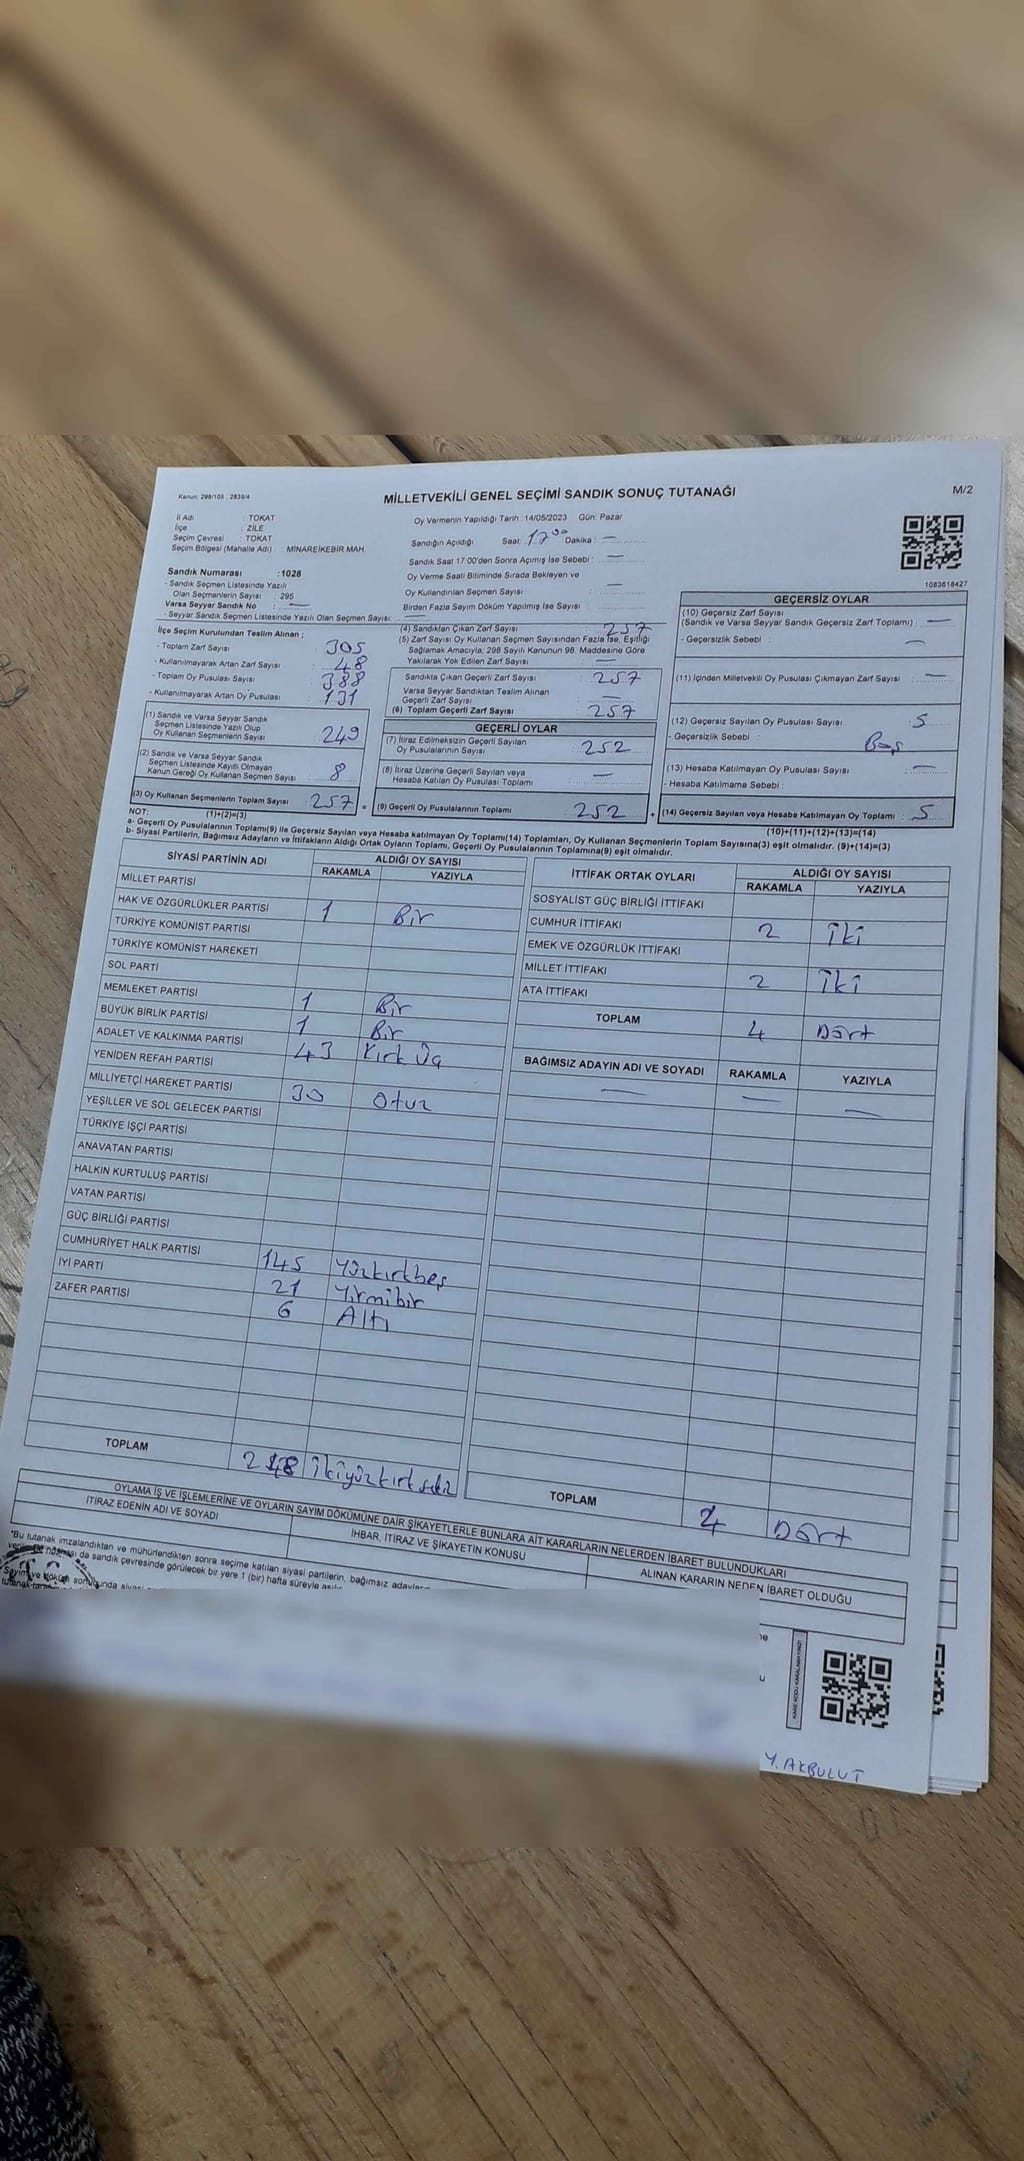 Kanun: 298/105 , 2839/4
MİLLETVEKİLİ GENEL SEÇİMİ SANDIK SONUÇ TUTANAĞI
M/2
İl Adı : TOKAT
İlçe : ZİLE
Seçim Çevresi : TOKAT
Seçim Bölgesi (Mahalle Adı) : MİNAREİKEBİR MAH.
Oy Vermenin Yapıldığı Tarih :14/05/2023 Gün: Pazar
Sandığın Açıldığı Saat: 17 00 Dakika : —
Sandık Saat 17:00'den Sonra Açımış İse Sebebi : —
Oy Verme Saati Bitiminde Sırada Bekleyen ve
Oy Kullandırılan Seçmen Sayısı : —
Birden Fazla Sayım Döküm Yapılmış İse Sayısı :
Sandık Numarası :1028
- Sandık Seçmen Listesinde Yazılı
Olan Seçmenlerin Sayısı : 295
Varsa Seyyar Sandık No : —
- Seyyar Sandık Seçmen Listesinde Yazılı Olan Seçmen Sayısı: —
1083618427
İlçe Seçim Kurulundan Teslim Alınan ;
- Toplam Zarf Sayısı : 305
- Kullanılmayarak Artan Zarf Sayısı : 48
- Toplam Oy Pusulası Sayısı : 388
- Kullanılmayarak Artan Oy Pusulası : 131
(1) Sandık ve Varsa Seyyar Sandık
Seçmen Listesinde Yazılı Olup
Oy Kullanan Seçmenlerin Sayısı : 249
(2) Sandık ve Varsa Seyyar Sandık
Seçmen Listesinde Kayıtlı Olmayan
Kanun Gereği Oy Kullanan Seçmen Sayısı : 8
(3) Oy Kullanan Seçmenlerin Toplam Sayısı : 257 =
(1)+(2)=(3)
(4) Sandıktan Çıkan Zarf Sayısı : 257
(5) Zarf Sayısı Oy Kullanan Seçmen Sayısından Fazla İse, Eşitliği
Sağlamak Amacıyla; 298 Sayılı Kanunun 98. Maddesine Göre
Yakılarak Yok Edilen Zarf Sayısı : —
Sandıkta Çıkan Geçerli Zarf Sayısı : 257
Varsa Seyyar Sandıktan Teslim Alınan
Geçerli Zarf Sayısı : —
(6) Toplam Geçerli Zarf Sayısı : 257
GEÇERLİ OYLAR
(7) İtiraz Edilmeksizin Geçerli Sayılan
Oy Pusulalarının Sayısı : 252
(8) İtiraz Üzerine Geçerli Sayılan veya
Hesaba Katılan Oy Pusulası Toplamı : —
(9) Geçerli Oy Pusulalarının Toplamı : 252 +
GEÇERSİZ OYLAR
(10) Geçersiz Zarf Sayısı
(Sandık ve Varsa Seyyar Sandık Geçersiz Zarf Toplamı) : —
- Geçersizlik Sebebi : —
(11) İçinden Milletvekili Oy Pusulası Çıkmayan Zarf Sayısı : —
(12) Geçersiz Sayılan Oy Pusulası Sayısı : 5
- Geçersizlik Sebebi : Boş
(13) Hesaba Katılmayan Oy Pusulası Sayısı : —
- Hesaba Katılmama Sebebi :
(14) Geçersiz Sayılan veya Hesaba Katılmayan Oy Toplamı : 5
(10)+(11)+(12)+(13)=(14)
NOT:
a- Geçerli Oy Pusulalarının Toplamı(9) ile Geçersiz Sayılan veya Hesaba katılmayan Oy Toplamı(14) Toplamları, Oy Kullanan Seçmenlerin Toplam Sayısına(3) eşit olmalıdır. (9)+(14)=(3)
b- Siyasi Partilerin, Bağımsız Adayların ve İttifakların Aldığı Ortak Oyların Toplamı, Geçerli Oy Pusulalarının Toplamına(9) eşit olmalıdır.
SİYASİ PARTİNİN ADI
ALDIĞI OY SAYISI
RAKAMLA YAZIYLA
MİLLET PARTİSİ
HAK VE ÖZGÜRLÜKLER PARTİSİ 1 Bir
TÜRKİYE KOMÜNİST PARTİSİ
TÜRKİYE KOMÜNİST HAREKETİ
SOL PARTİ
MEMLEKET PARTİSİ 1 Bir
BÜYÜK BİRLİK PARTİSİ 1 Bir
ADALET VE KALKINMA PARTİSİ 43 Kırk Üç
YENİDEN REFAH PARTİSİ
MİLLİYETÇİ HAREKET PARTİSİ 30 Otuz
YEŞİLLER VE SOL GELECEK PARTİSİ
TÜRKİYE İŞÇİ PARTİSİ
ANAVATAN PARTİSİ
HALKIN KURTULUŞ PARTİSİ
VATAN PARTİSİ
GÜÇ BİRLİĞİ PARTİSİ
CUMHURİYET HALK PARTİSİ 145 Yüzkırkbeş
İYİ PARTİ 21 Yirmibir
ZAFER PARTİSİ 6 Altı
TOPLAM 248 İkiyüzkırksekiz
İTTİFAK ORTAK OYLARI
ALDIĞI OY SAYISI
RAKAMLA YAZIYLA
SOSYALİST GÜÇ BİRLİĞİ İTTİFAKI
CUMHUR İTTİFAKI 2 İki
EMEK VE ÖZGÜRLÜK İTTİFAKI
MİLLET İTTİFAKI 2 İki
ATA İTTİFAKI
TOPLAM 4 Dört
BAĞIMSIZ ADAYIN ADI VE SOYADI RAKAMLA YAZIYLA
— — —
TOPLAM 4 Dört
OYLAMA İŞ VE İŞLEMLERİNE VE OYLARIN SAYIM DÖKÜMÜNE DAİR ŞİKAYETLERLE BUNLARA AİT KARARLARIN NELERDEN İBARET BULUNDUKLARI
İTİRAZ EDENİN ADI VE SOYADI
İHBAR, İTİRAZ VE ŞİKAYETİN KONUSU
ALINAN KARARIN NEDEN İBARET OLDUĞU
"Bu tutanak imzalandıktan ve mühürlendikten sonra seçime katılan siyasi partilerin, bağımsız
da sandık çevresinde görülecek bir yere 1 (bir) hafta süreyle
Y. AKBULUT